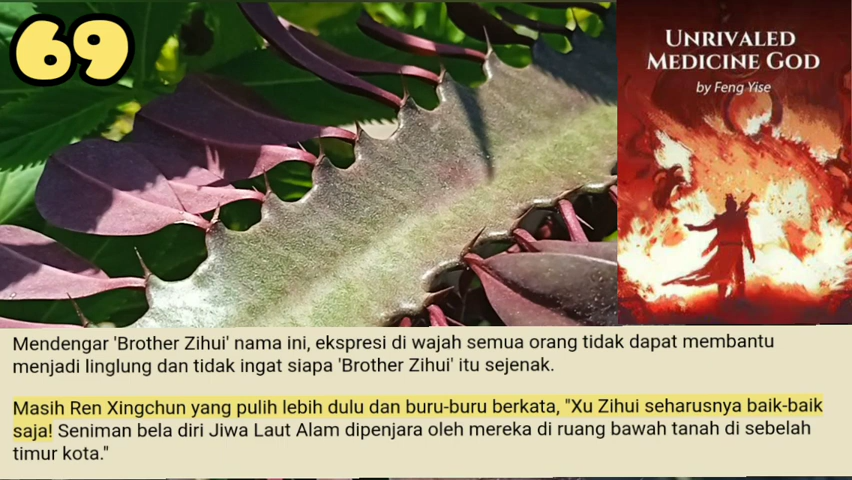 69
UNRIVALED
MEDICINE GOD
by Feng Yise
Mendengar 'Brother Zihui' nama ini, ekspresi di wajah semua orang tidak dapat membantu
menjadi linglung dan tidak ingat siapa 'Brother Zihui' itu sejenak.
Masih Ren Xingchun yang pulih lebih dulu dan buru-buru berkata, "Xu Zihui seharusnya baik-baik
saja! Seniman bela diri Jiwa Laut Alam dipenjara oleh mereka di ruang bawah tanah di sebelah
timur kota."